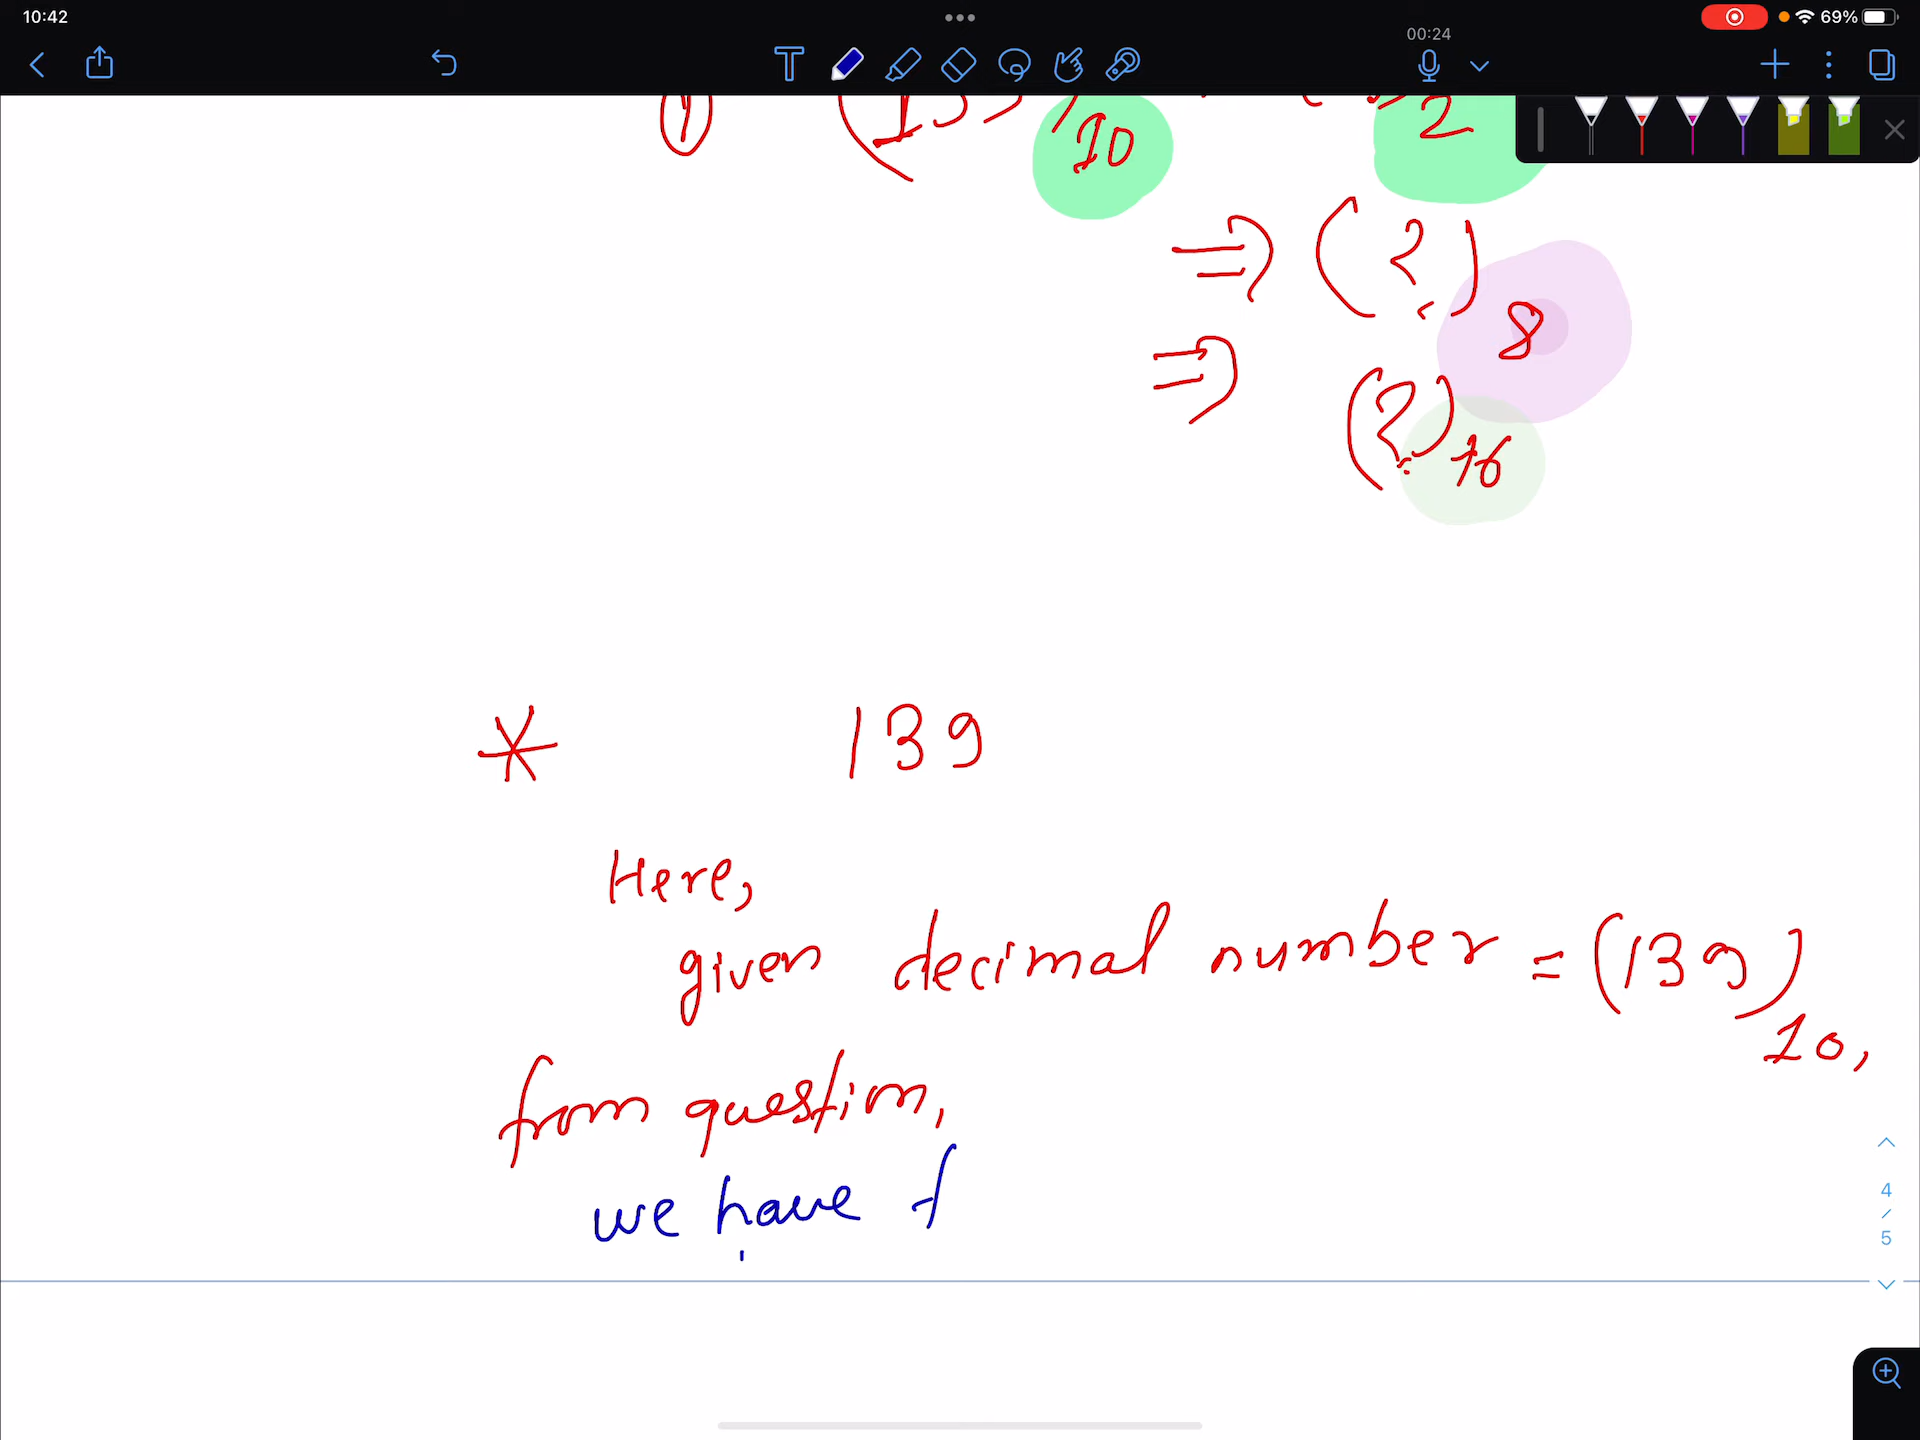 10:42
69%
00:24
① 10 2
⇒ (?)8
⇒ (?)16
* 139
Here,
given decimal number = (139)10,
from question,
we have f
4
/
5